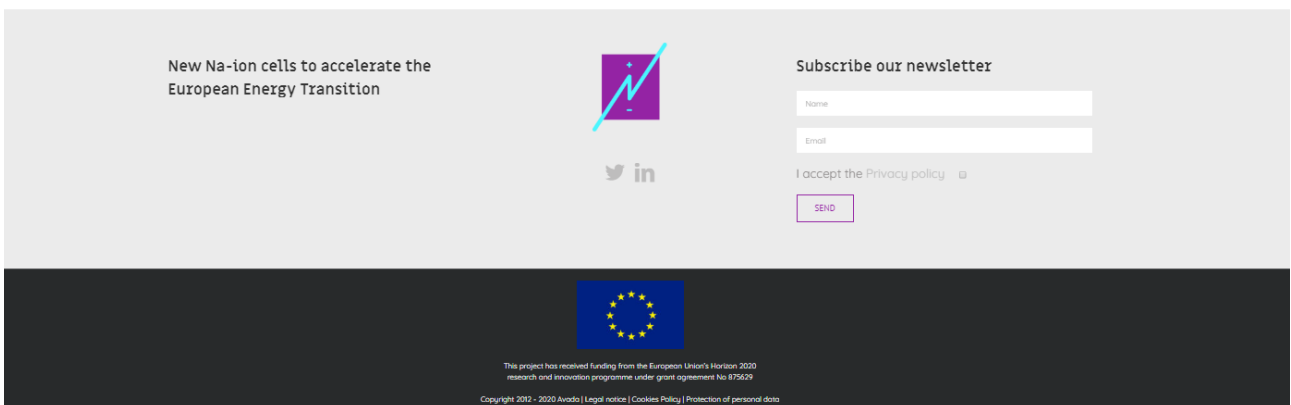 New Na-ion cells to accelerate the
European Energy Transition
+
N
-
in
Subscribe our newsletter
Name
Email
I accept the Privacy policy
SEND
This project has received funding from the European Union's Horizon 2020
research and innovation programme under grant agreement No 875629
Copyright 2012 - 2020 Avada | Legal notice | Cookies Policy | Protection of personal data